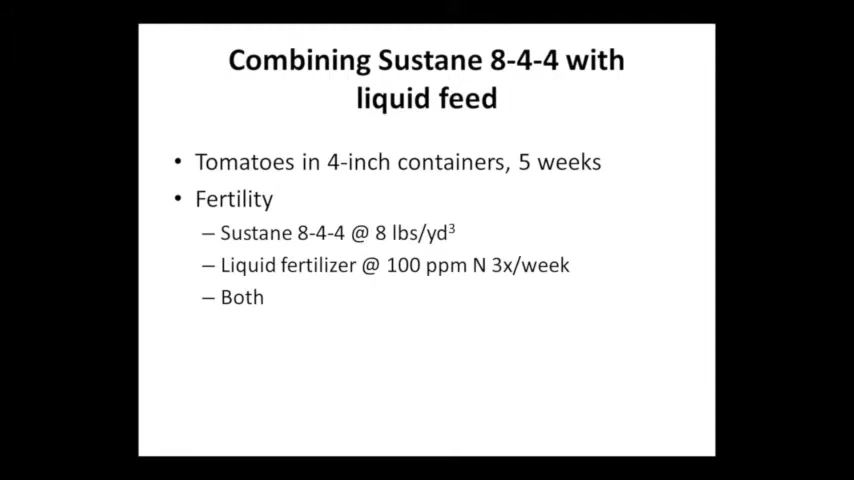 Combining Sustane 8-4-4 with
liquid feed
• Tomatoes in 4-inch containers, 5 weeks
• Fertility
– Sustane 8-4-4 @ 8 lbs/yd³
– Liquid fertilizer @ 100 ppm N 3x/week
– Both